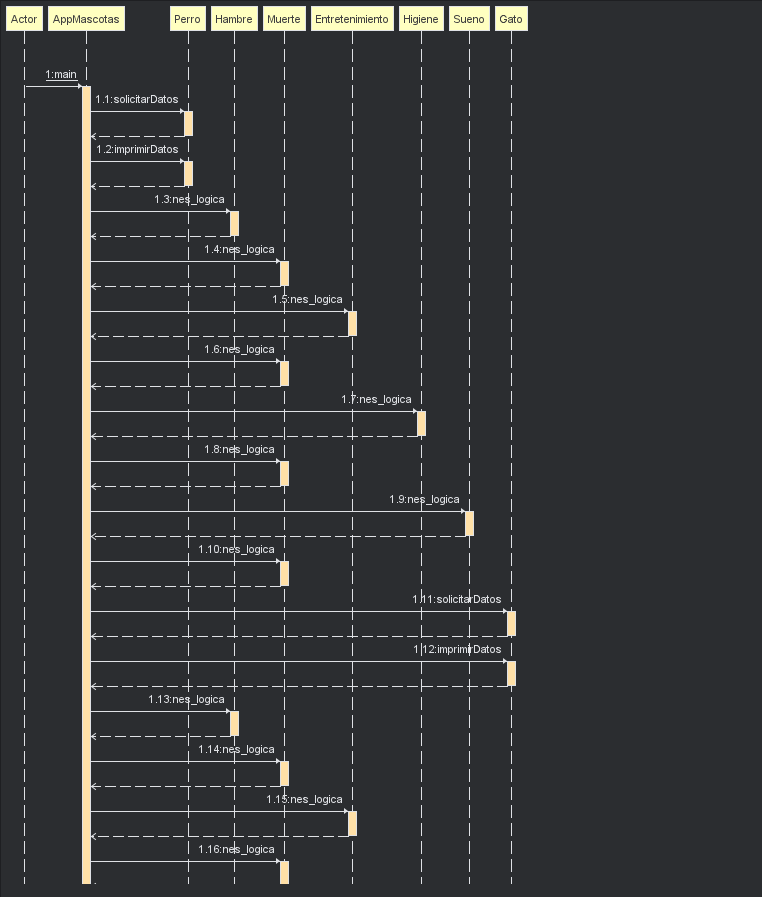 Actor AppMascotas Perro Hambre Muerte Entretenimiento Higiene Sueno Gato
1:main
1.1:solicitarDatos
1.2:imprimirDatos
1.3:nes_logica
1.4:nes_logica
1.5:nes_logica
1.6:nes_logica
1.7:nes_logica
1.8:nes_logica
1.9:nes_logica
1.10:nes_logica
1.11:solicitarDatos
1.12:imprimirDatos
1.13:nes_logica
1.14:nes_logica
1.15:nes_logica
1.16:nes_logica